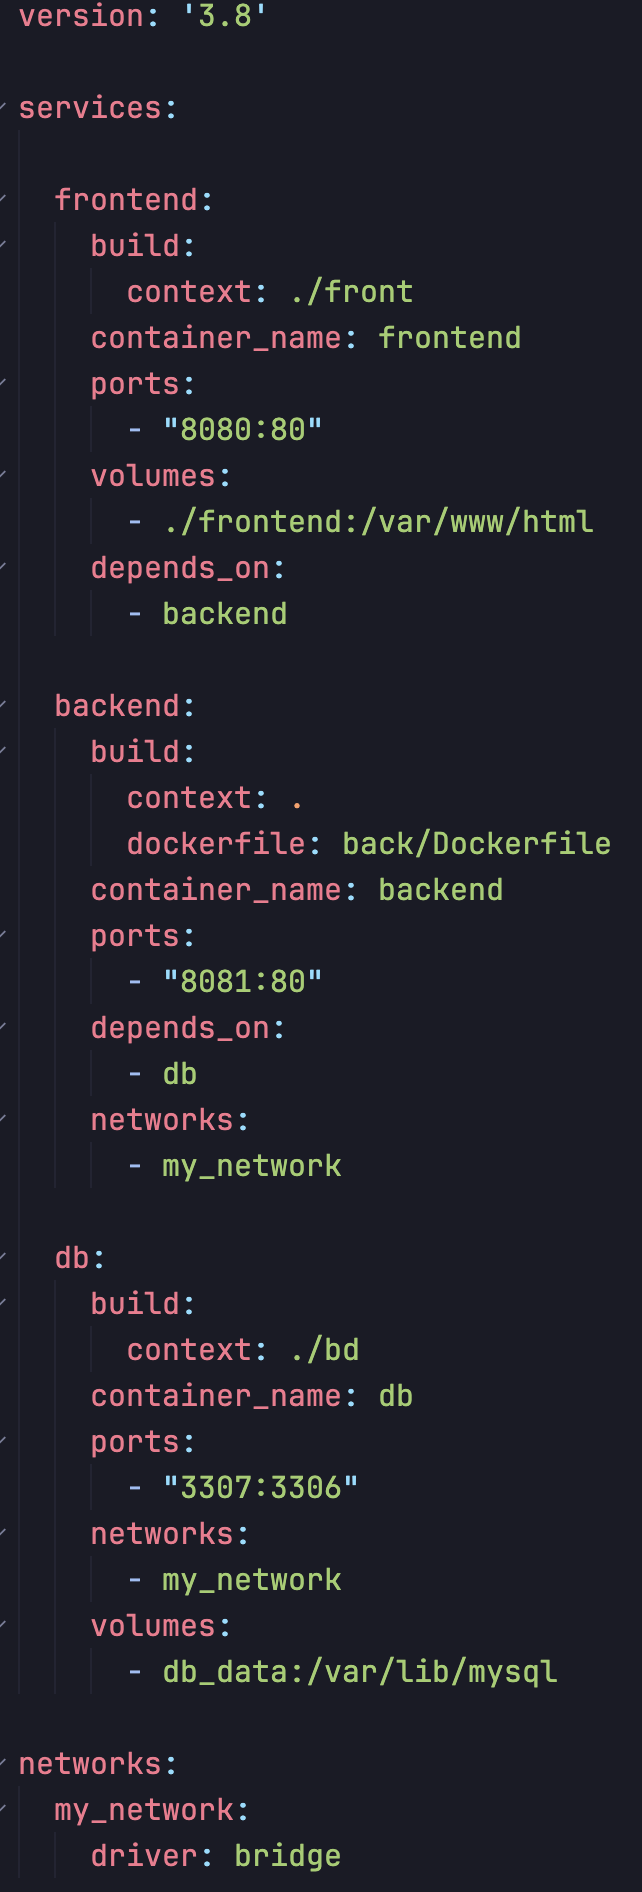 version: '3.8'
services:
  frontend:
    build:
      context: ./front
    container_name: frontend
    ports:
      - "8080:80"
    volumes:
      - ./frontend:/var/www/html
    depends_on:
      - backend
  backend:
    build:
      context: .
      dockerfile: back/Dockerfile
    container_name: backend
    ports:
      - "8081:80"
    depends_on:
      - db
    networks:
      - my_network
  db:
    build:
      context: ./bd
    container_name: db
    ports:
      - "3307:3306"
    networks:
      - my_network
    volumes:
      - db_data:/var/lib/mysql
networks:
  my_network:
    driver: bridge